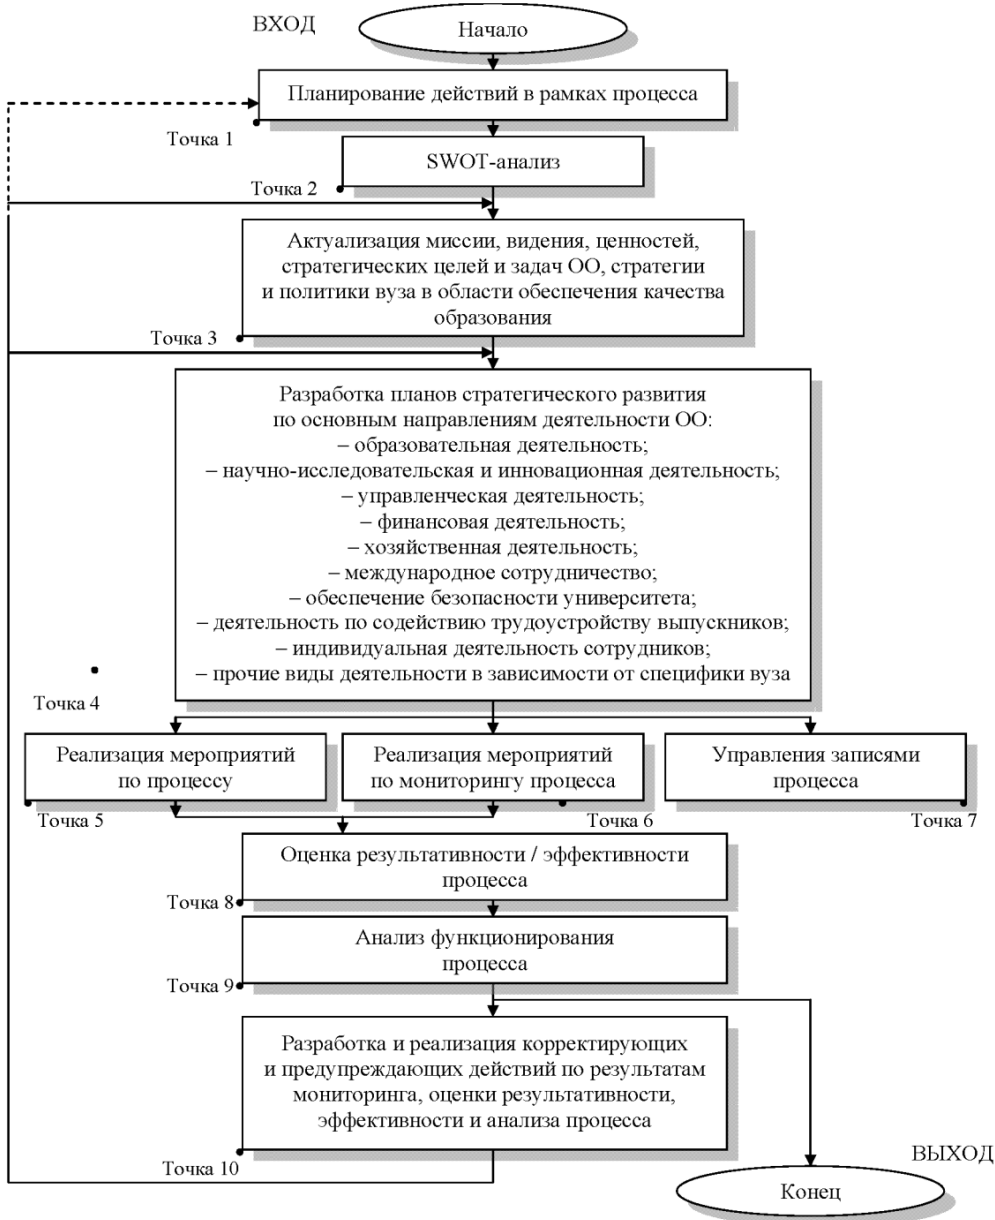 ВХОД
Начало
Планирование действий в рамках процесса
Точка 1
SWOT-анализ
Точка 2
Актуализация миссии, видения, ценностей,
стратегических целей и задач ОО, стратегии
и политики вуза в области обеспечения качества
образования
Точка 3
Разработка планов стратегического развития
по основным направлениям деятельности ОО:
– образовательная деятельность;
– научно-исследовательская и инновационная деятельность;
– управленческая деятельность;
– финансовая деятельность;
– хозяйственная деятельность;
– международное сотрудничество;
– обеспечение безопасности университета;
– деятельность по содействию трудоустройству выпускников;
– индивидуальная деятельность сотрудников;
– прочие виды деятельности в зависимости от специфики вуза
Точка 4
Реализация мероприятий
по процессу
Реализация мероприятий
по мониторингу процесса
Управления записями
процесса
Точка 5
Точка 6
Точка 7
Оценка результативности / эффективности
процесса
Точка 8
Анализ функционирования
процесса
Точка 9
Разработка и реализация корректирующих
и предупреждающих действий по результатам
мониторинга, оценки результативности,
эффективности и анализа процесса
Точка 10
ВЫХОД
Конец